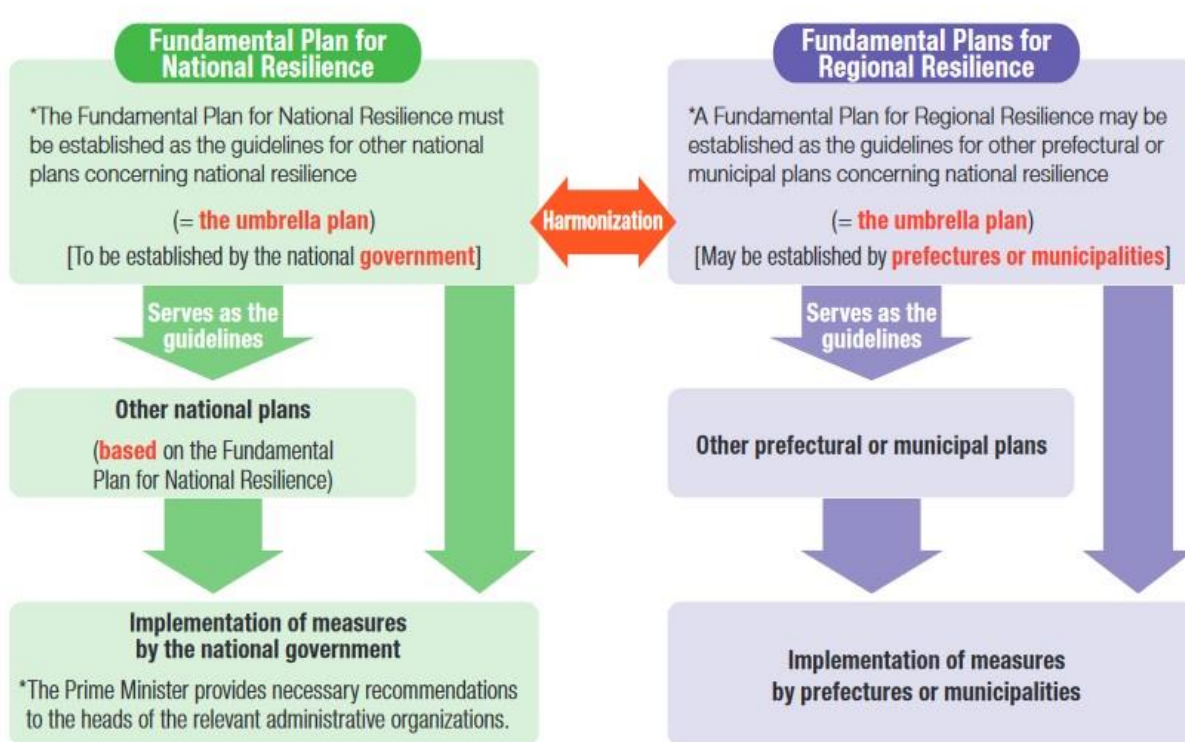 Fundamental Plan for
National Resilience
*The Fundamental Plan for National Resilience must
be established as the guidelines for other national
plans concerning national resilience
(= the umbrella plan)
[To be established by the national government]
Harmonization
Fundamental Plans for
Regional Resilience
*A Fundamental Plan for Regional Resilience may be
established as the guidelines for other prefectural or
municipal plans concerning national resilience
(= the umbrella plan)
[May be established by prefectures or municipalities]
Serves as the
guidelines
Other national plans
(based on the Fundamental
Plan for National Resilience)
Implementation of measures
by the national government
*The Prime Minister provides necessary recommendations
to the heads of the relevant administrative organizations.
Serves as the
guidelines
Other prefectural or municipal plans
Implementation of measures
by prefectures or municipalities